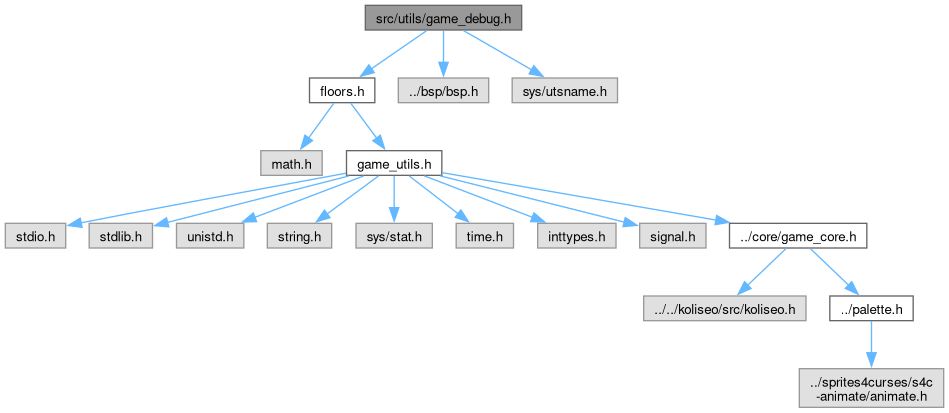 src/utils/game_debug.h
floors.h
../bsp/bsp.h
sys/utsname.h
math.h
game_utils.h
stdio.h
stdlib.h
unistd.h
string.h
sys/stat.h
time.h
inttypes.h
signal.h
../core/game_core.h
../../koliseo/src/koliseo.h
../palette.h
../sprites4curses/s4c
-animate/animate.h